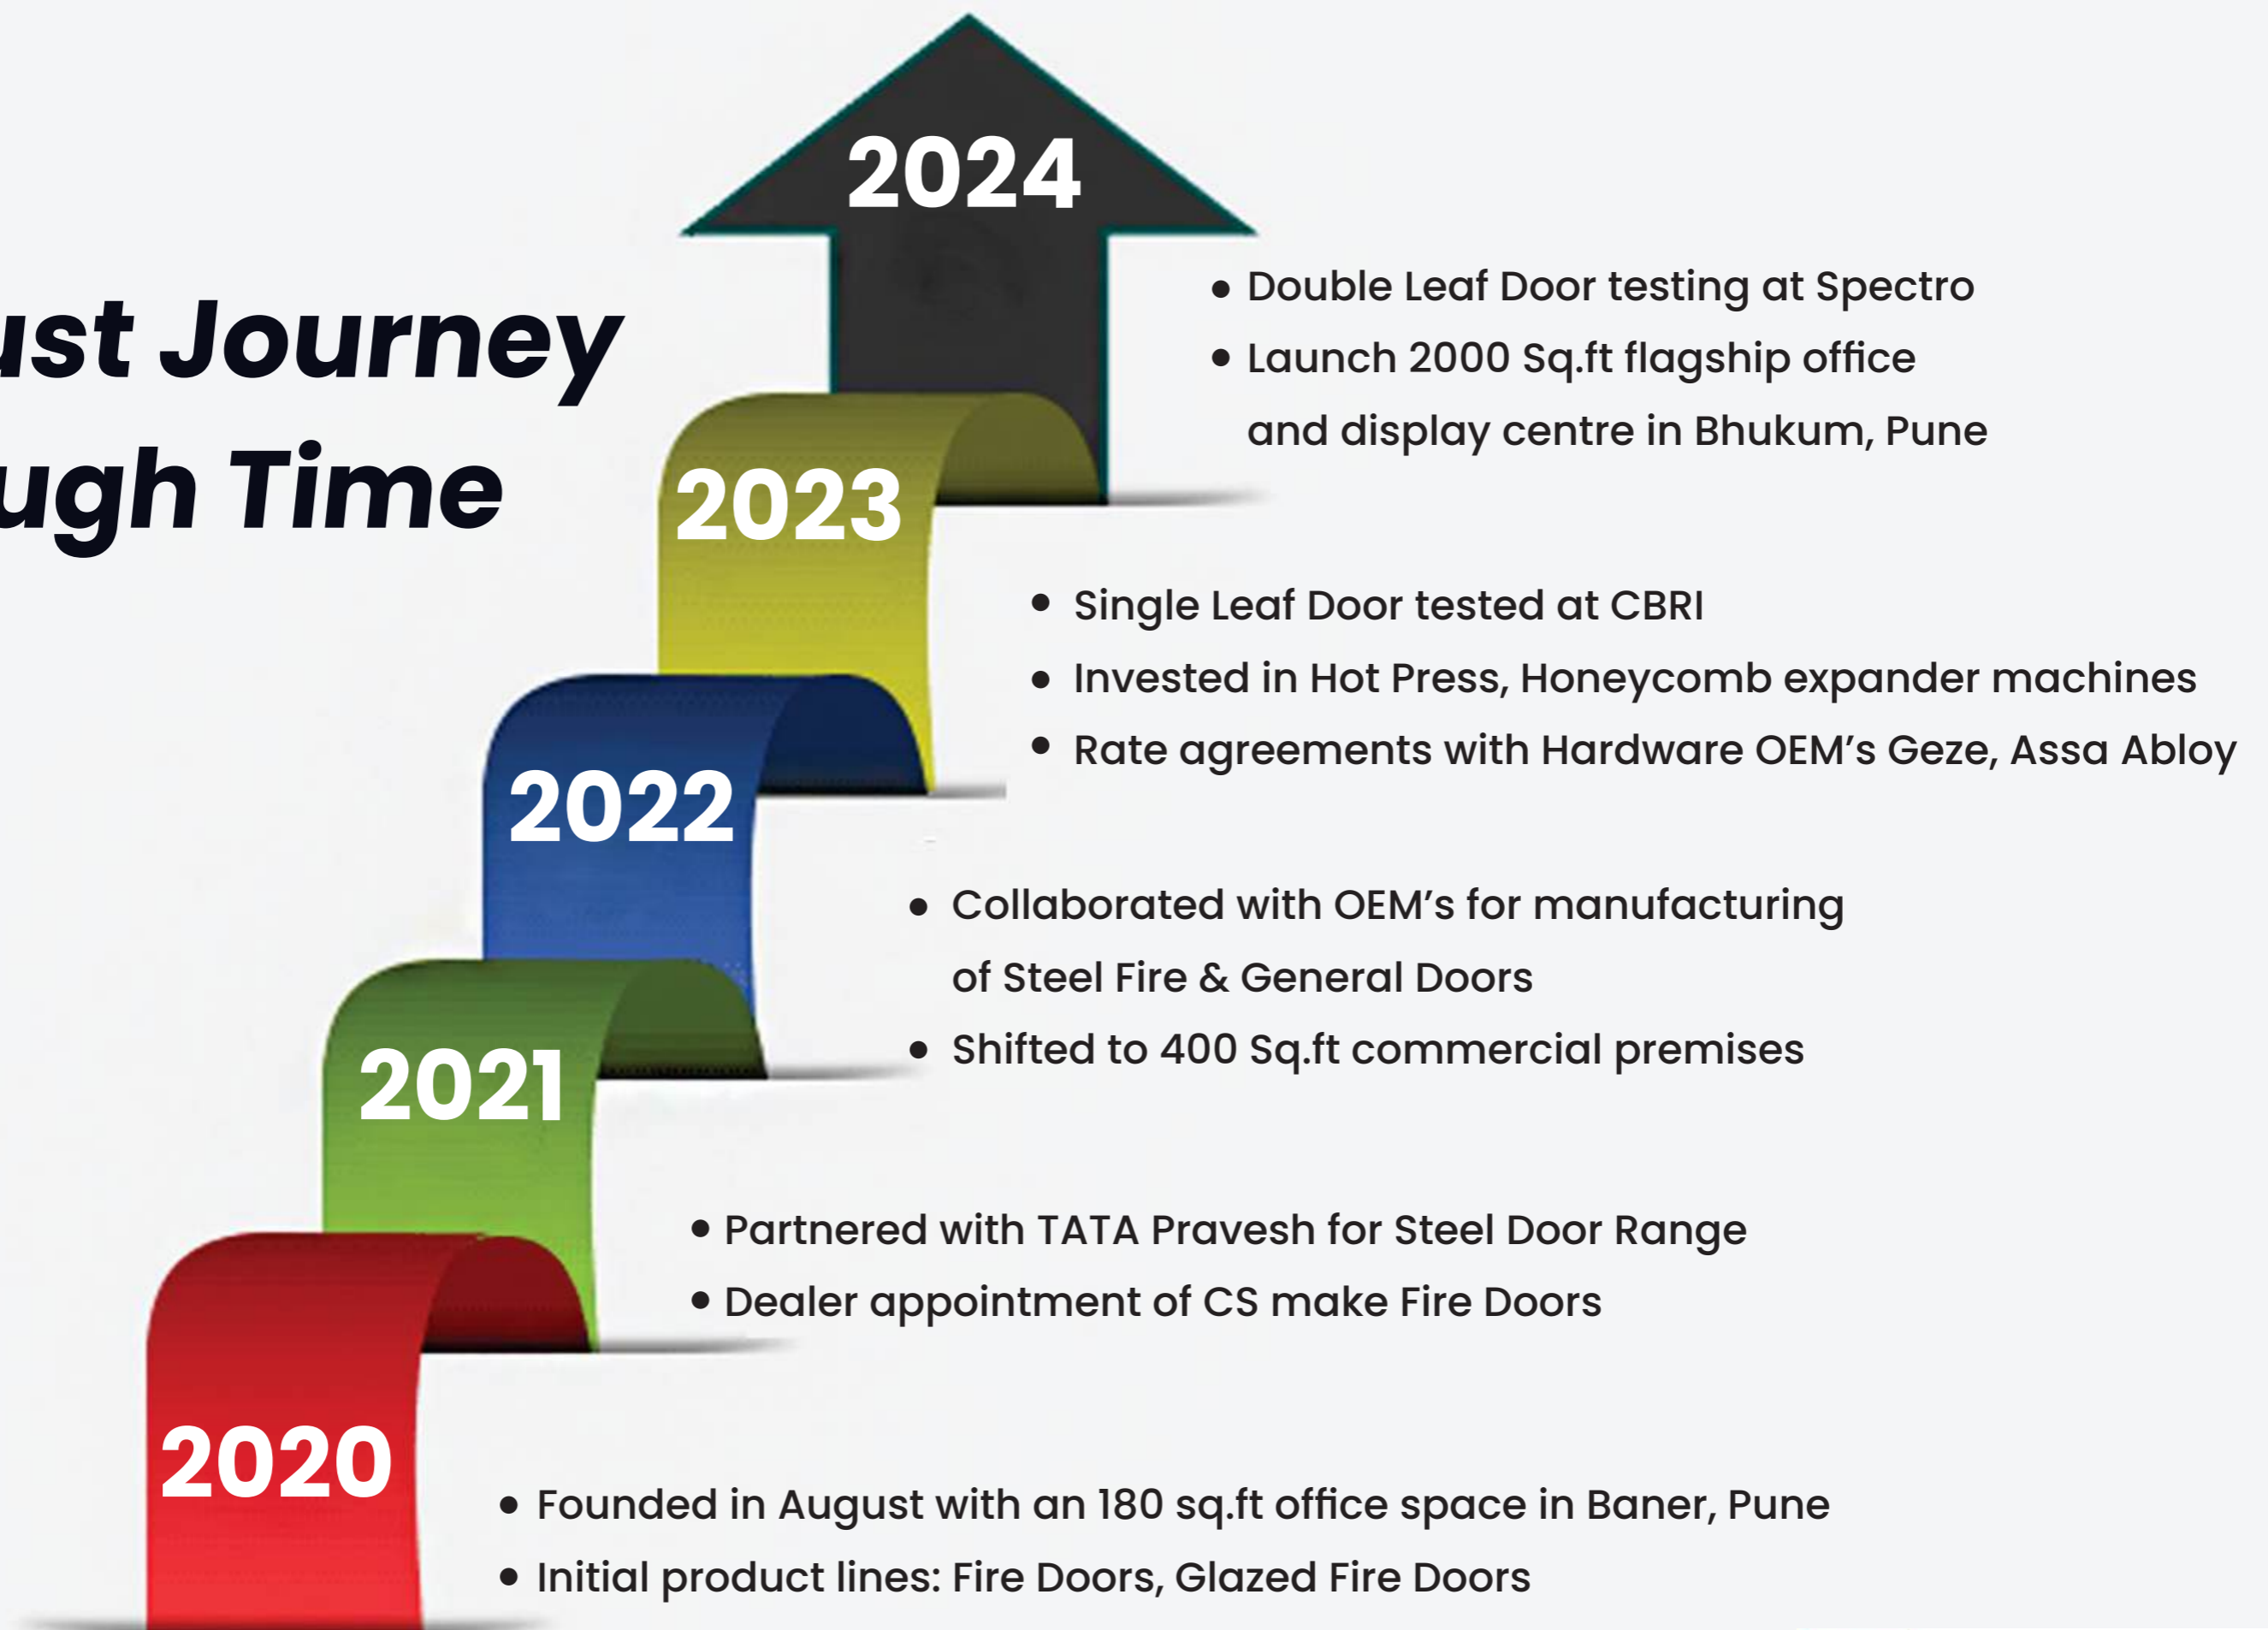 ust Journey
ugh Time
2024
• Double Leaf Door testing at Spectro
• Launch 2000 Sq.ft flagship office
and display centre in Bhukum, Pune
2023
• Single Leaf Door tested at CBRI
• Invested in Hot Press, Honeycomb expander machines
• Rate agreements with Hardware OEM’s Geze, Assa Abloy
2022
• Collaborated with OEM’s for manufacturing
of Steel Fire & General Doors
• Shifted to 400 Sq.ft commercial premises
2021
• Partnered with TATA Pravesh for Steel Door Range
• Dealer appointment of CS make Fire Doors
2020
• Founded in August with an 180 sq.ft office space in Baner, Pune
• Initial product lines: Fire Doors, Glazed Fire Doors